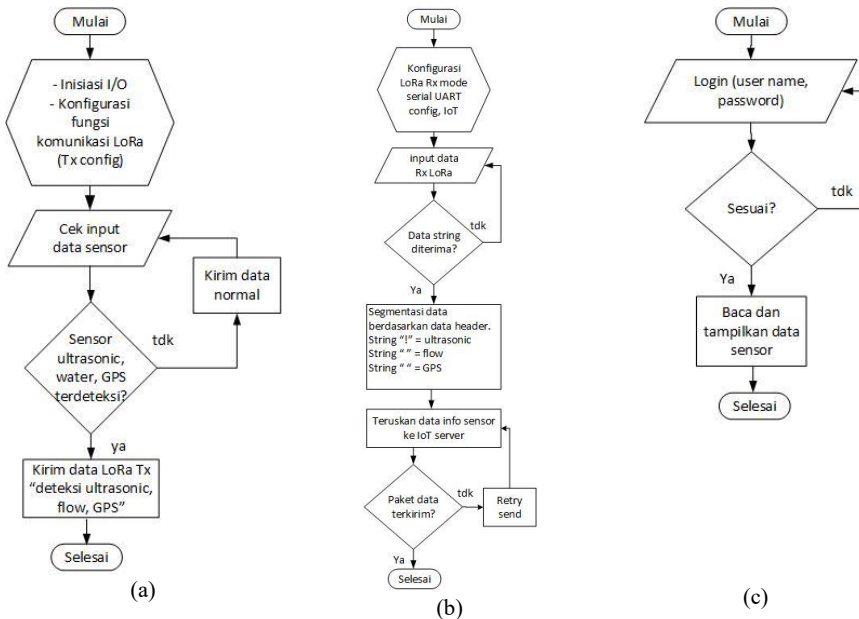 Mulai
- Inisiasi I/O
- Konfigurasi
fungsi
komunikasi LoRa
(Tx config)
Cek input
data sensor
Kirim data
normal
Sensor
ultrasonic,
water, GPS
terdeteksi?
tdk
ya
Kirim data LoRa Tx
“deteksi ultrasonic,
flow, GPS”
Selesai
(a)
Mulai
Konfigurasi
LoRa Rx mode
serial UART
config, IoT
input data
Rx LoRa
tdk
Data string
diterima?
Ya
Segmentasi data
berdasarkan data header.
String “!” = ultrasonic
String “ ” = flow
String “ “ = GPS
Teruskan data info sensor
ke IoT server
Paket data
terkirim?
tdk
Retry
send
Ya
Selesai
(b)
Mulai
Login (user name,
password)
Sesuai?
tdk
Ya
Baca dan
tampilkan data
sensor
Selesai
(c)